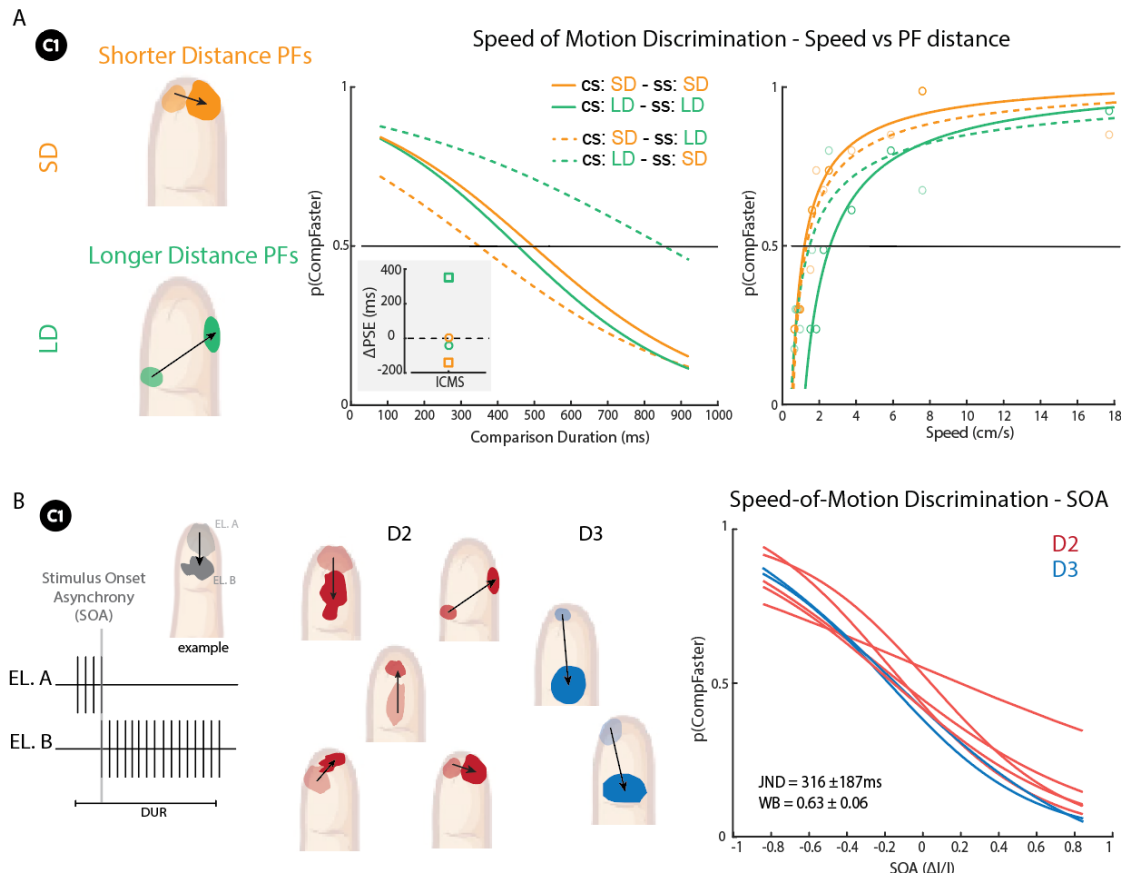 A
C1
Shorter Distance PFs
SD
Longer Distance PFs
LD
Speed of Motion Discrimination - Speed vs PF distance
cs: SD - ss: SD
cs: LD - ss: LD
cs: SD - ss: LD
cs: LD - ss: SD
p(CompFaster)
1
0.5
0
0 100 200 300 400 500 600 700 800 900 1000
Comparison Duration (ms)
ΔPSE (ms)
400
200
0
-200
ICMS
p(CompFaster)
1
0.5
0
0 2 4 6 8 10 12 14 16 18
Speed (cm/s)
B
C1
Stimulus Onset
Asynchrony
(SOA)
EL. A
EL. B
example
EL. A
EL. B
DUR
D2
D3
Speed-of-Motion Discrimination - SOA
D2
D3
p(CompFaster)
1
0.5
0
JND = 316 ±187ms
WB = 0.63 ± 0.06
-1 -0.8 -0.6 -0.4 -0.2 0 0.2 0.4 0.6 0.8 1
SOA (ΔI/I)